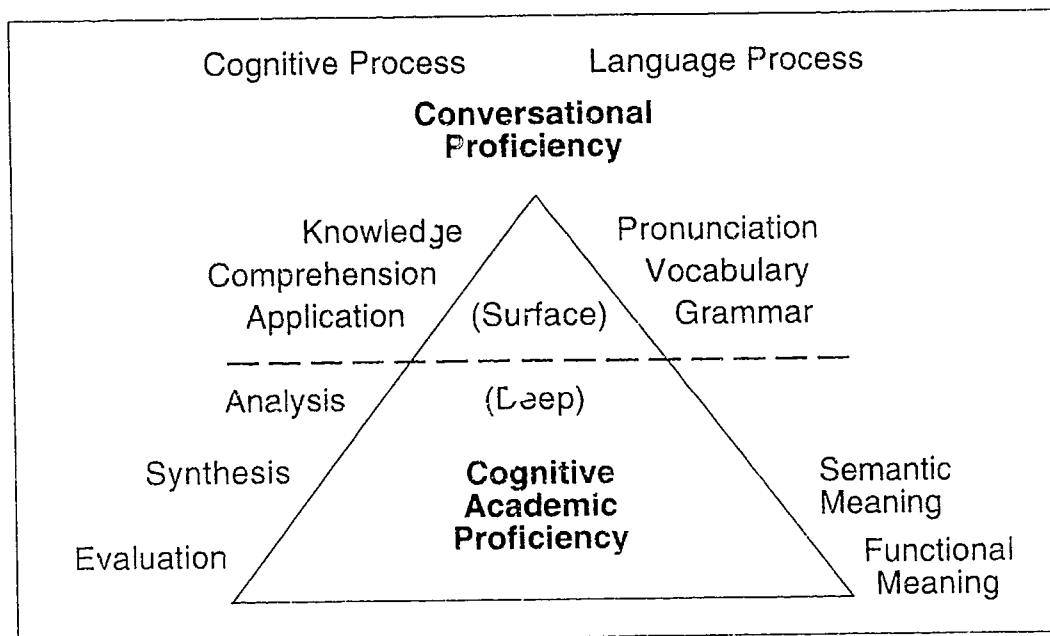 Cognitive Process Language Process
Conversational
Proficiency
Knowledge Pronunciation
Comprehension Vocabulary
Application (Surface) Grammar
Analysis (Deep)
Synthesis Cognitive Semantic
Academic Meaning
Evaluation Proficiency Functional
Meaning